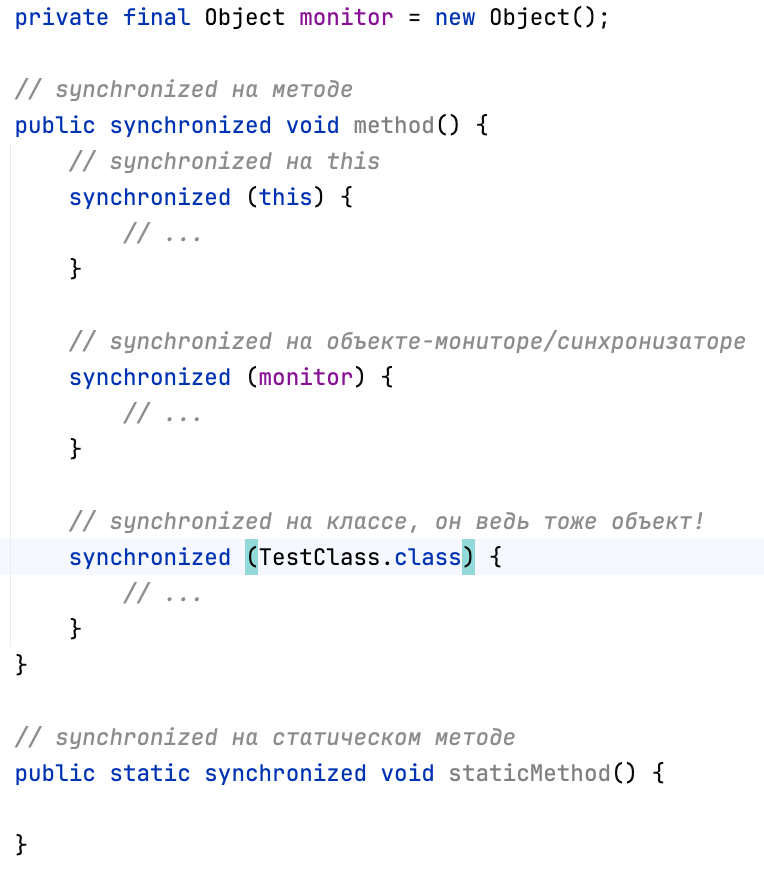 private final Object monitor = new Object();
// synchronized на методе
public synchronized void method() {
// synchronized на this
synchronized (this) {
// ...
}
// synchronized на объекте-мониторе/синхронизаторе
synchronized (monitor) {
// ...
}
// synchronized на классе, он ведь тоже объект!
synchronized (TestClass.class) {
// ...
}
}
// synchronized на статическом методе
public static synchronized void staticMethod() {
}